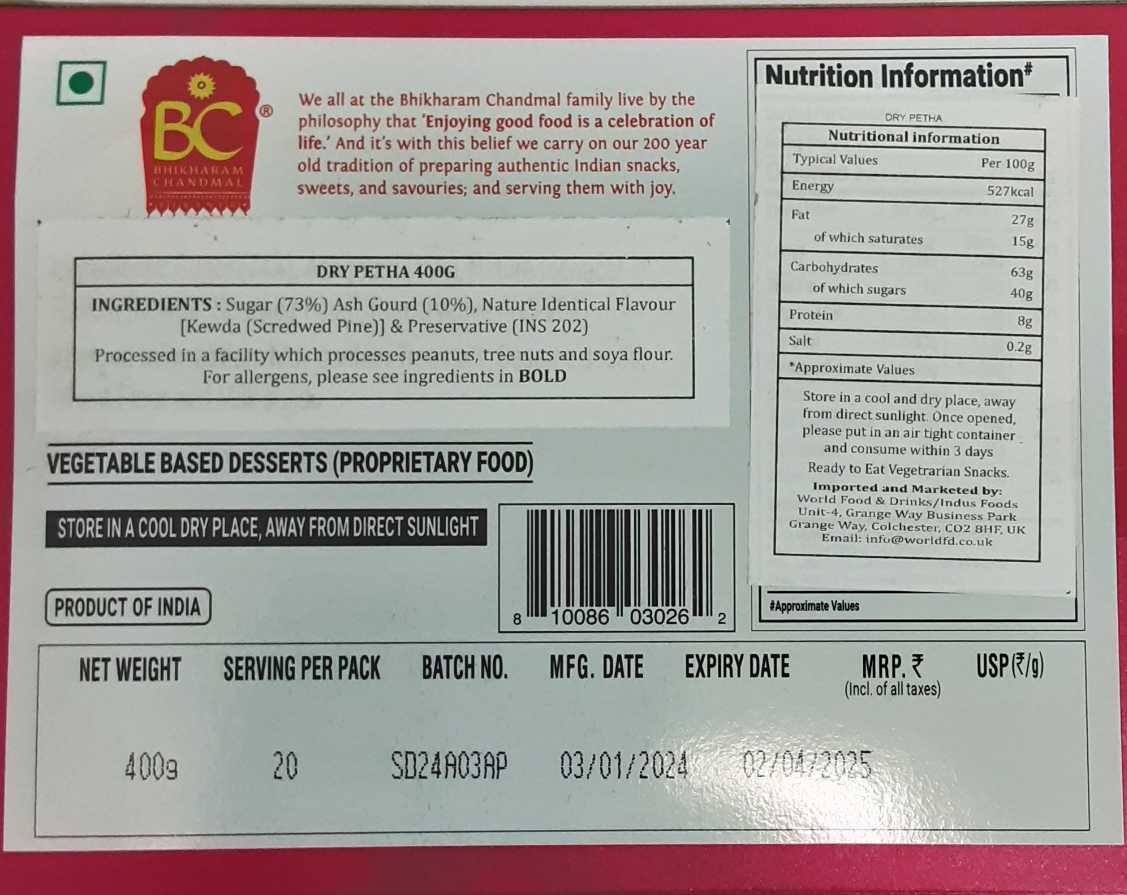 BC
®
BHIKHARAM
CHANDMAL
We all at the Bhikharam Chandmal family live by the
philosophy that 'Enjoying good food is a celebration of
life.' And it's with this belief we carry on our 200 year
old tradition of preparing authentic Indian snacks,
sweets, and savouries; and serving them with joy.
DRY PETHA 400G
INGREDIENTS : Sugar (73%) Ash Gourd (10%), Nature Identical Flavour
[Kewda (Scredwed Pine)] & Preservative (INS 202)
Processed in a facility which processes peanuts, tree nuts and soya flour.
For allergens, please see ingredients in BOLD
VEGETABLE BASED DESSERTS (PROPRIETARY FOOD)
STORE IN A COOL DRY PLACE, AWAY FROM DIRECT SUNLIGHT
PRODUCT OF INDIA
8 10086 03026 2
Nutrition Information#
DRY PETHA
Nutritional information
Typical Values Per 100g
Energy 527kcal
Fat 27g
of which saturates 15g
Carbohydrates 63g
of which sugars 40g
Protein 8g
Salt 0.2g
*Approximate Values
Store in a cool and dry place, away
from direct sunlight. Once opened,
please put in an air tight container
and consume within 3 days
Ready to Eat Vegetrarian Snacks.
Imported and Marketed by:
World Food & Drinks/Indus Foods
Unit-4, Grange Way Business Park
Grange Way, Colchester, CO2 8HF, UK
Email: info@worldfd.co.uk
#Approximate Values
NET WEIGHT SERVING PER PACK BATCH NO. MFG. DATE EXPIRY DATE MRP. ₹ USP(₹/g)
(Incl. of all taxes)
400g 20 SD24A03AP 03/01/2024 02/04/2025